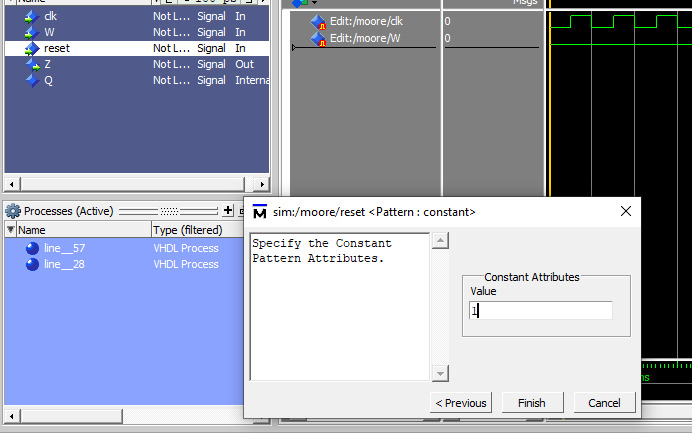 Name
clk Not L... Signal In
W Not L... Signal In
reset Not L... Signal In
Z Not L... Signal Out
Q Not L... Signal Interna
Msgs
Edit:/moore/clk 0
Edit:/moore/W 0
Processes (Active)
Name Type (filtered)
line__57 VHDL Process
line__28 VHDL Process
sim:/moore/reset <Pattern : constant>
Specify the Constant
Pattern Attributes.
Constant Attributes
Value
1
ns
< Previous Finish Cancel